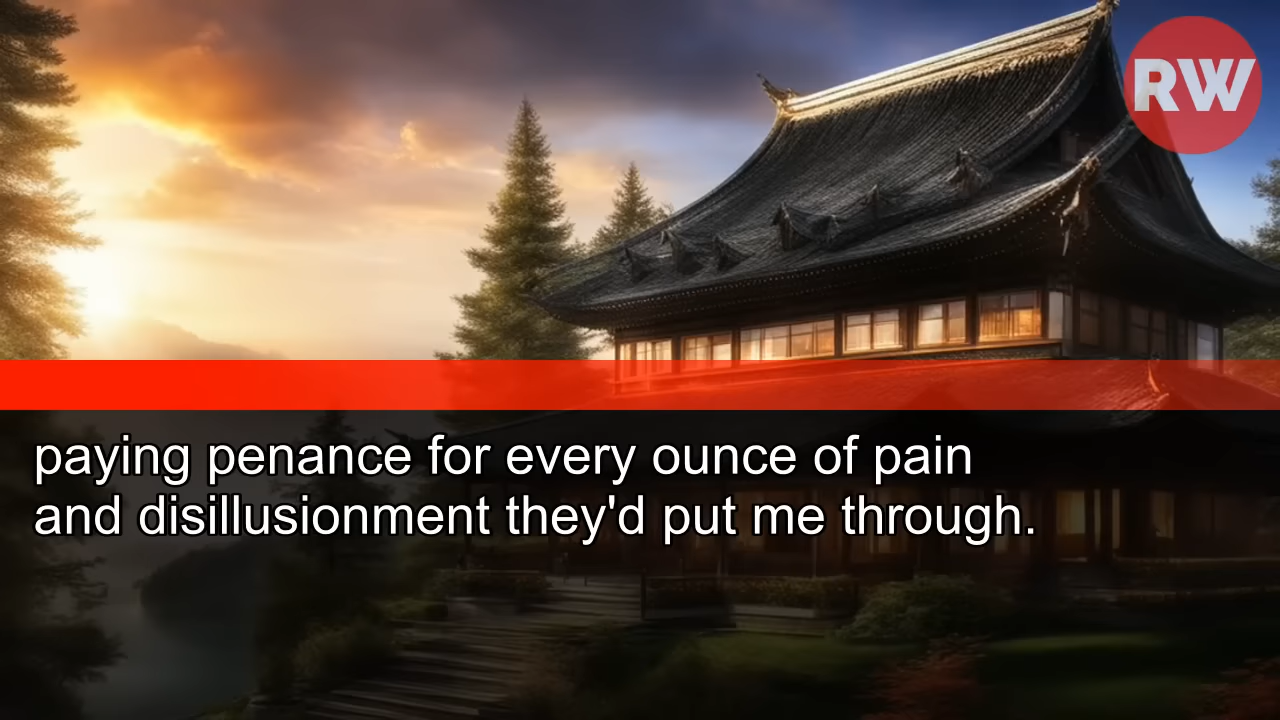 RW
paying penance for every ounce of pain
and disillusionment they'd put me through.